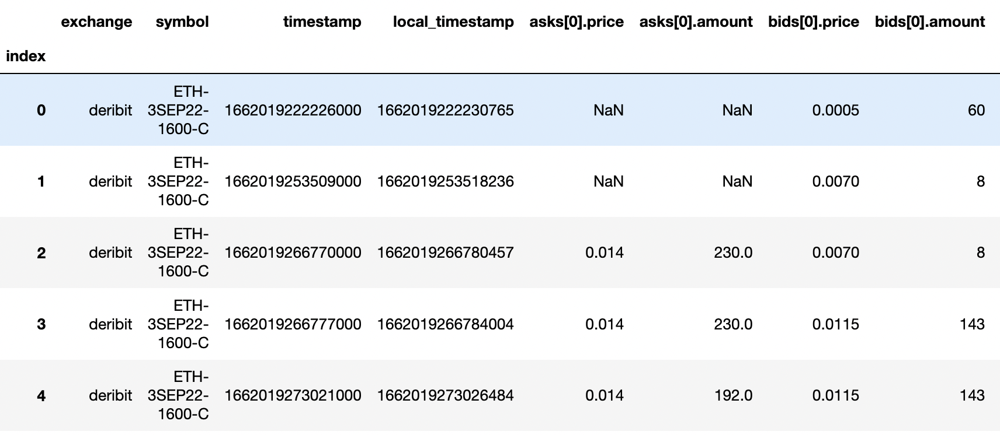 exchange symbol timestamp local_timestamp asks[0].price asks[0].amount bids[0].price bids[0].amount
index
ETH-
0 deribit 3SEP22- 1662019222226000 1662019222230765 NaN NaN 0.0005 60
1600-C
ETH-
1 deribit 3SEP22- 1662019253509000 1662019253518236 NaN NaN 0.0070 8
1600-C
ETH-
2 deribit 3SEP22- 1662019266770000 1662019266780457 0.014 230.0 0.0070 8
1600-C
ETH-
3 deribit 3SEP22- 1662019266777000 1662019266784004 0.014 230.0 0.0115 143
1600-C
ETH-
4 deribit 3SEP22- 1662019273021000 1662019273026484 0.014 192.0 0.0115 143
1600-C